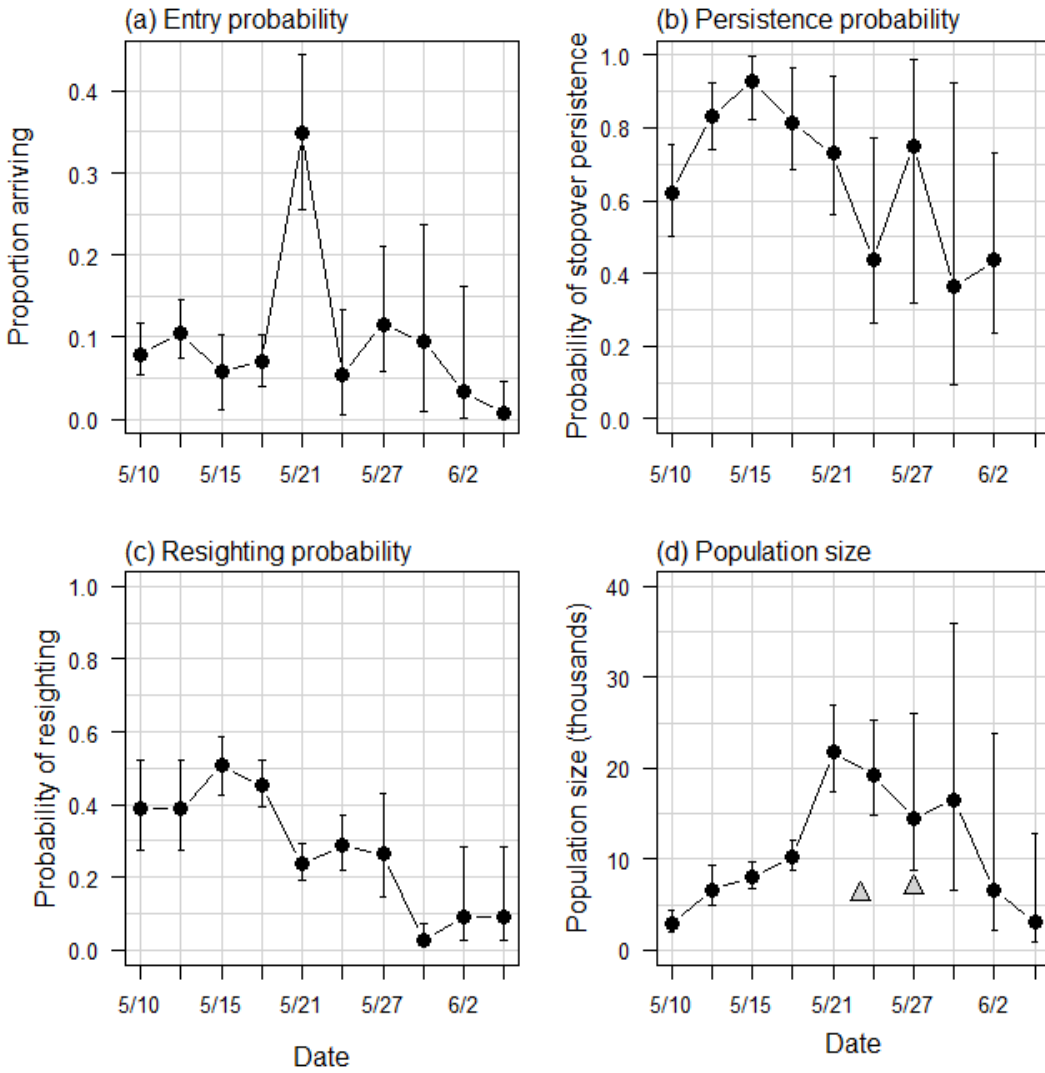 (a) Entry probability
Proportion arriving
0.4
0.3
0.2
0.1
0.0
5/10 5/15 5/21 5/27 6/2
(b) Persistence probability
Probability of stopover persistence
1.0
0.8
0.6
0.4
0.2
0.0
5/10 5/15 5/21 5/27 6/2
(c) Resighting probability
Probability of resighting
1.0
0.8
0.6
0.4
0.2
0.0
5/10 5/15 5/21 5/27 6/2
Date
(d) Population size
Population size (thousands)
40
30
20
10
0
5/10 5/15 5/21 5/27 6/2
Date